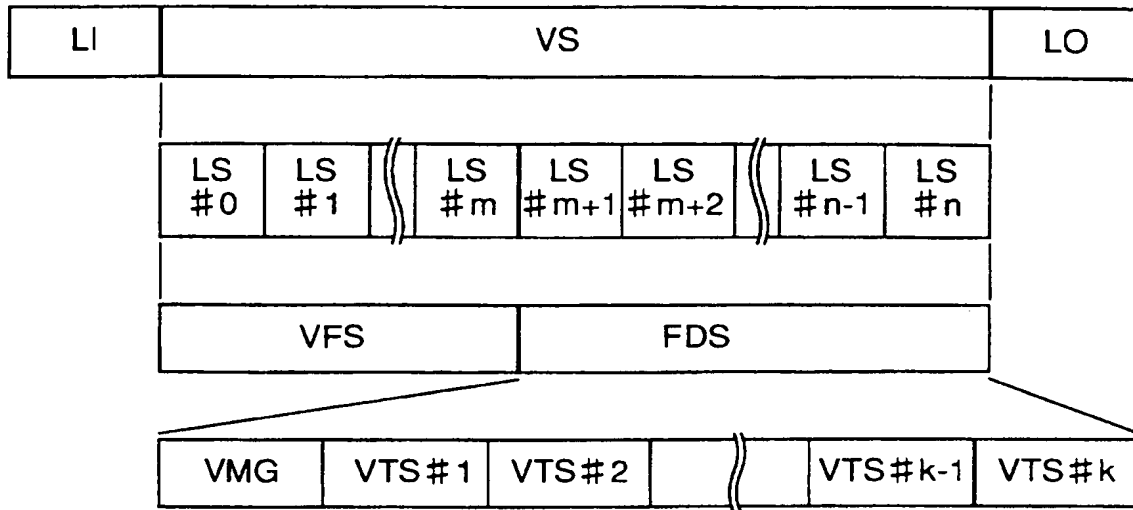 LI VS LO
LS LS LS LS LS LS LS
#0 #1 #m #m+1 #m+2 #n-1 #n
VFS FDS
VMG VTS#1 VTS#2 VTS#k-1 VTS#k